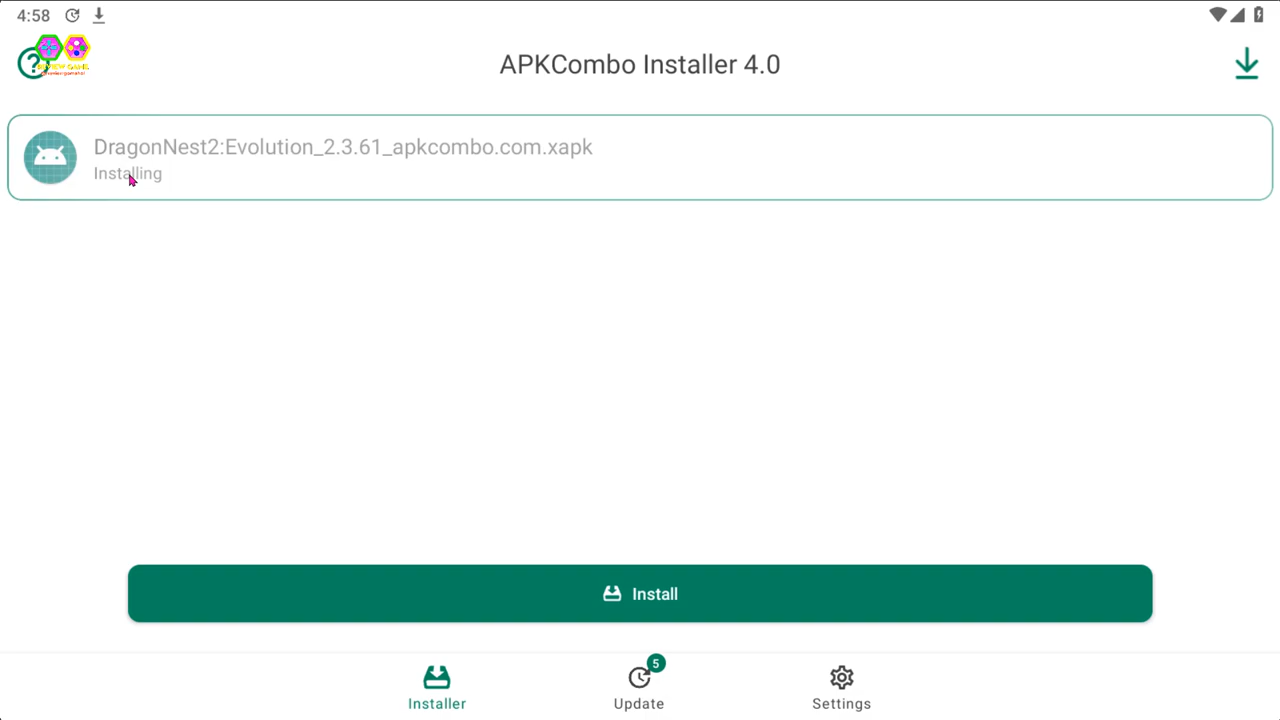 4:58
APKCombo Installer 4.0
DragonNest2:Evolution_2.3.61_apkcombo.com.xapk
Installing
Install
5
Installer
Update
Settings